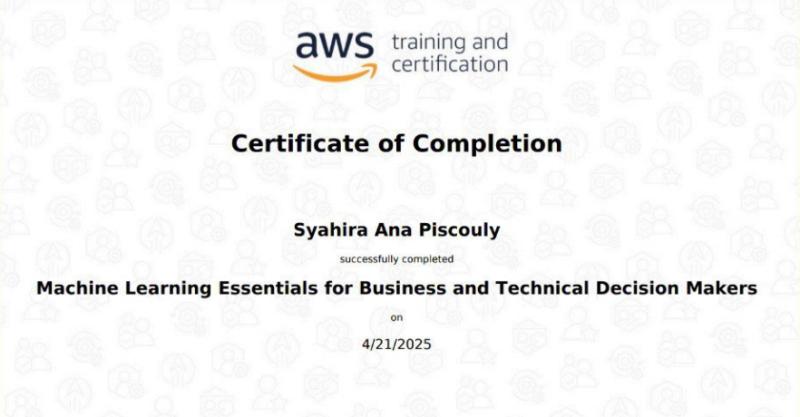 aws training and
certification
Certificate of Completion
Syahira Ana Piscouly
successfully completed
Machine Learning Essentials for Business and Technical Decision Makers
on
4/21/2025